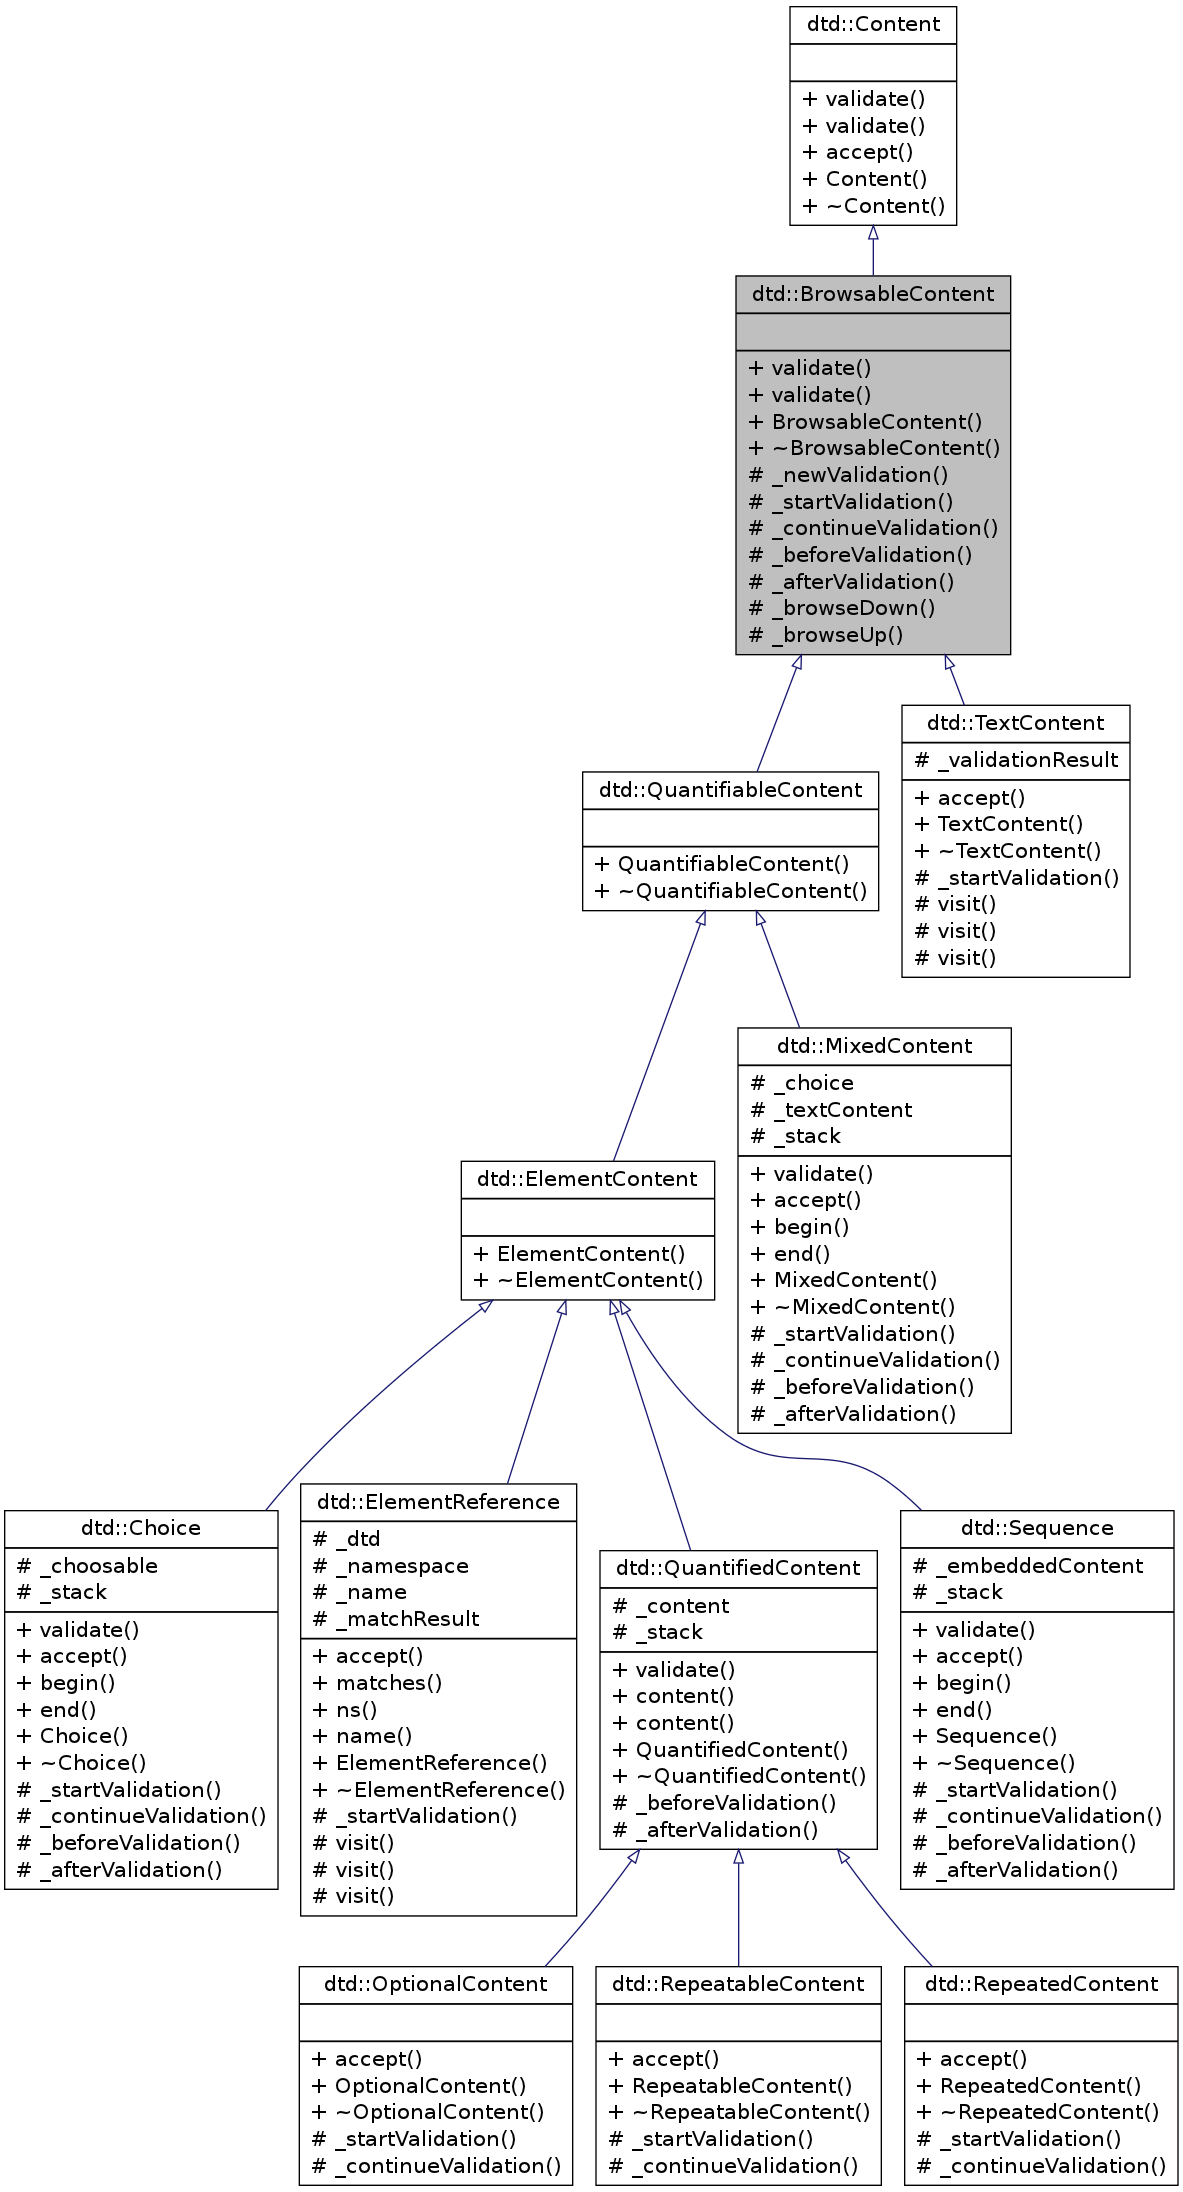 dtd::Content
+ validate()
+ validate()
+ accept()
+ Content()
+ ~Content()
dtd::BrowsableContent
+ validate()
+ validate()
+ BrowsableContent()
+ ~BrowsableContent()
# _newValidation()
# _startValidation()
# _continueValidation()
# _beforeValidation()
# _afterValidation()
# _browseDown()
# _browseUp()
dtd::TextContent
# _validationResult
+ accept()
+ TextContent()
+ ~TextContent()
# _startValidation()
# visit()
# visit()
# visit()
dtd::QuantifiableContent
+ QuantifiableContent()
+ ~QuantifiableContent()
dtd::MixedContent
# _choice
# _textContent
# _stack
+ validate()
+ accept()
+ begin()
+ end()
+ MixedContent()
+ ~MixedContent()
# _startValidation()
# _continueValidation()
# _beforeValidation()
# _afterValidation()
dtd::ElementContent
+ ElementContent()
+ ~ElementContent()
dtd::Choice
# _choosable
# _stack
+ validate()
+ accept()
+ begin()
+ end()
+ Choice()
+ ~Choice()
# _startValidation()
# _continueValidation()
# _beforeValidation()
# _afterValidation()
dtd::ElementReference
# _dtd
# _namespace
# _name
# _matchResult
+ accept()
+ matches()
+ ns()
+ name()
+ ElementReference()
+ ~ElementReference()
# _startValidation()
# visit()
# visit()
# visit()
dtd::QuantifiedContent
# _content
# _stack
+ validate()
+ content()
+ content()
+ QuantifiedContent()
+ ~QuantifiedContent()
# _beforeValidation()
# _afterValidation()
dtd::Sequence
# _embeddedContent
# _stack
+ validate()
+ accept()
+ begin()
+ end()
+ Sequence()
+ ~Sequence()
# _startValidation()
# _continueValidation()
# _beforeValidation()
# _afterValidation()
dtd::OptionalContent
+ accept()
+ OptionalContent()
+ ~OptionalContent()
# _startValidation()
# _continueValidation()
dtd::RepeatableContent
+ accept()
+ RepeatableContent()
+ ~RepeatableContent()
# _startValidation()
# _continueValidation()
dtd::RepeatedContent
+ accept()
+ RepeatedContent()
+ ~RepeatedContent()
# _startValidation()
# _continueValidation()